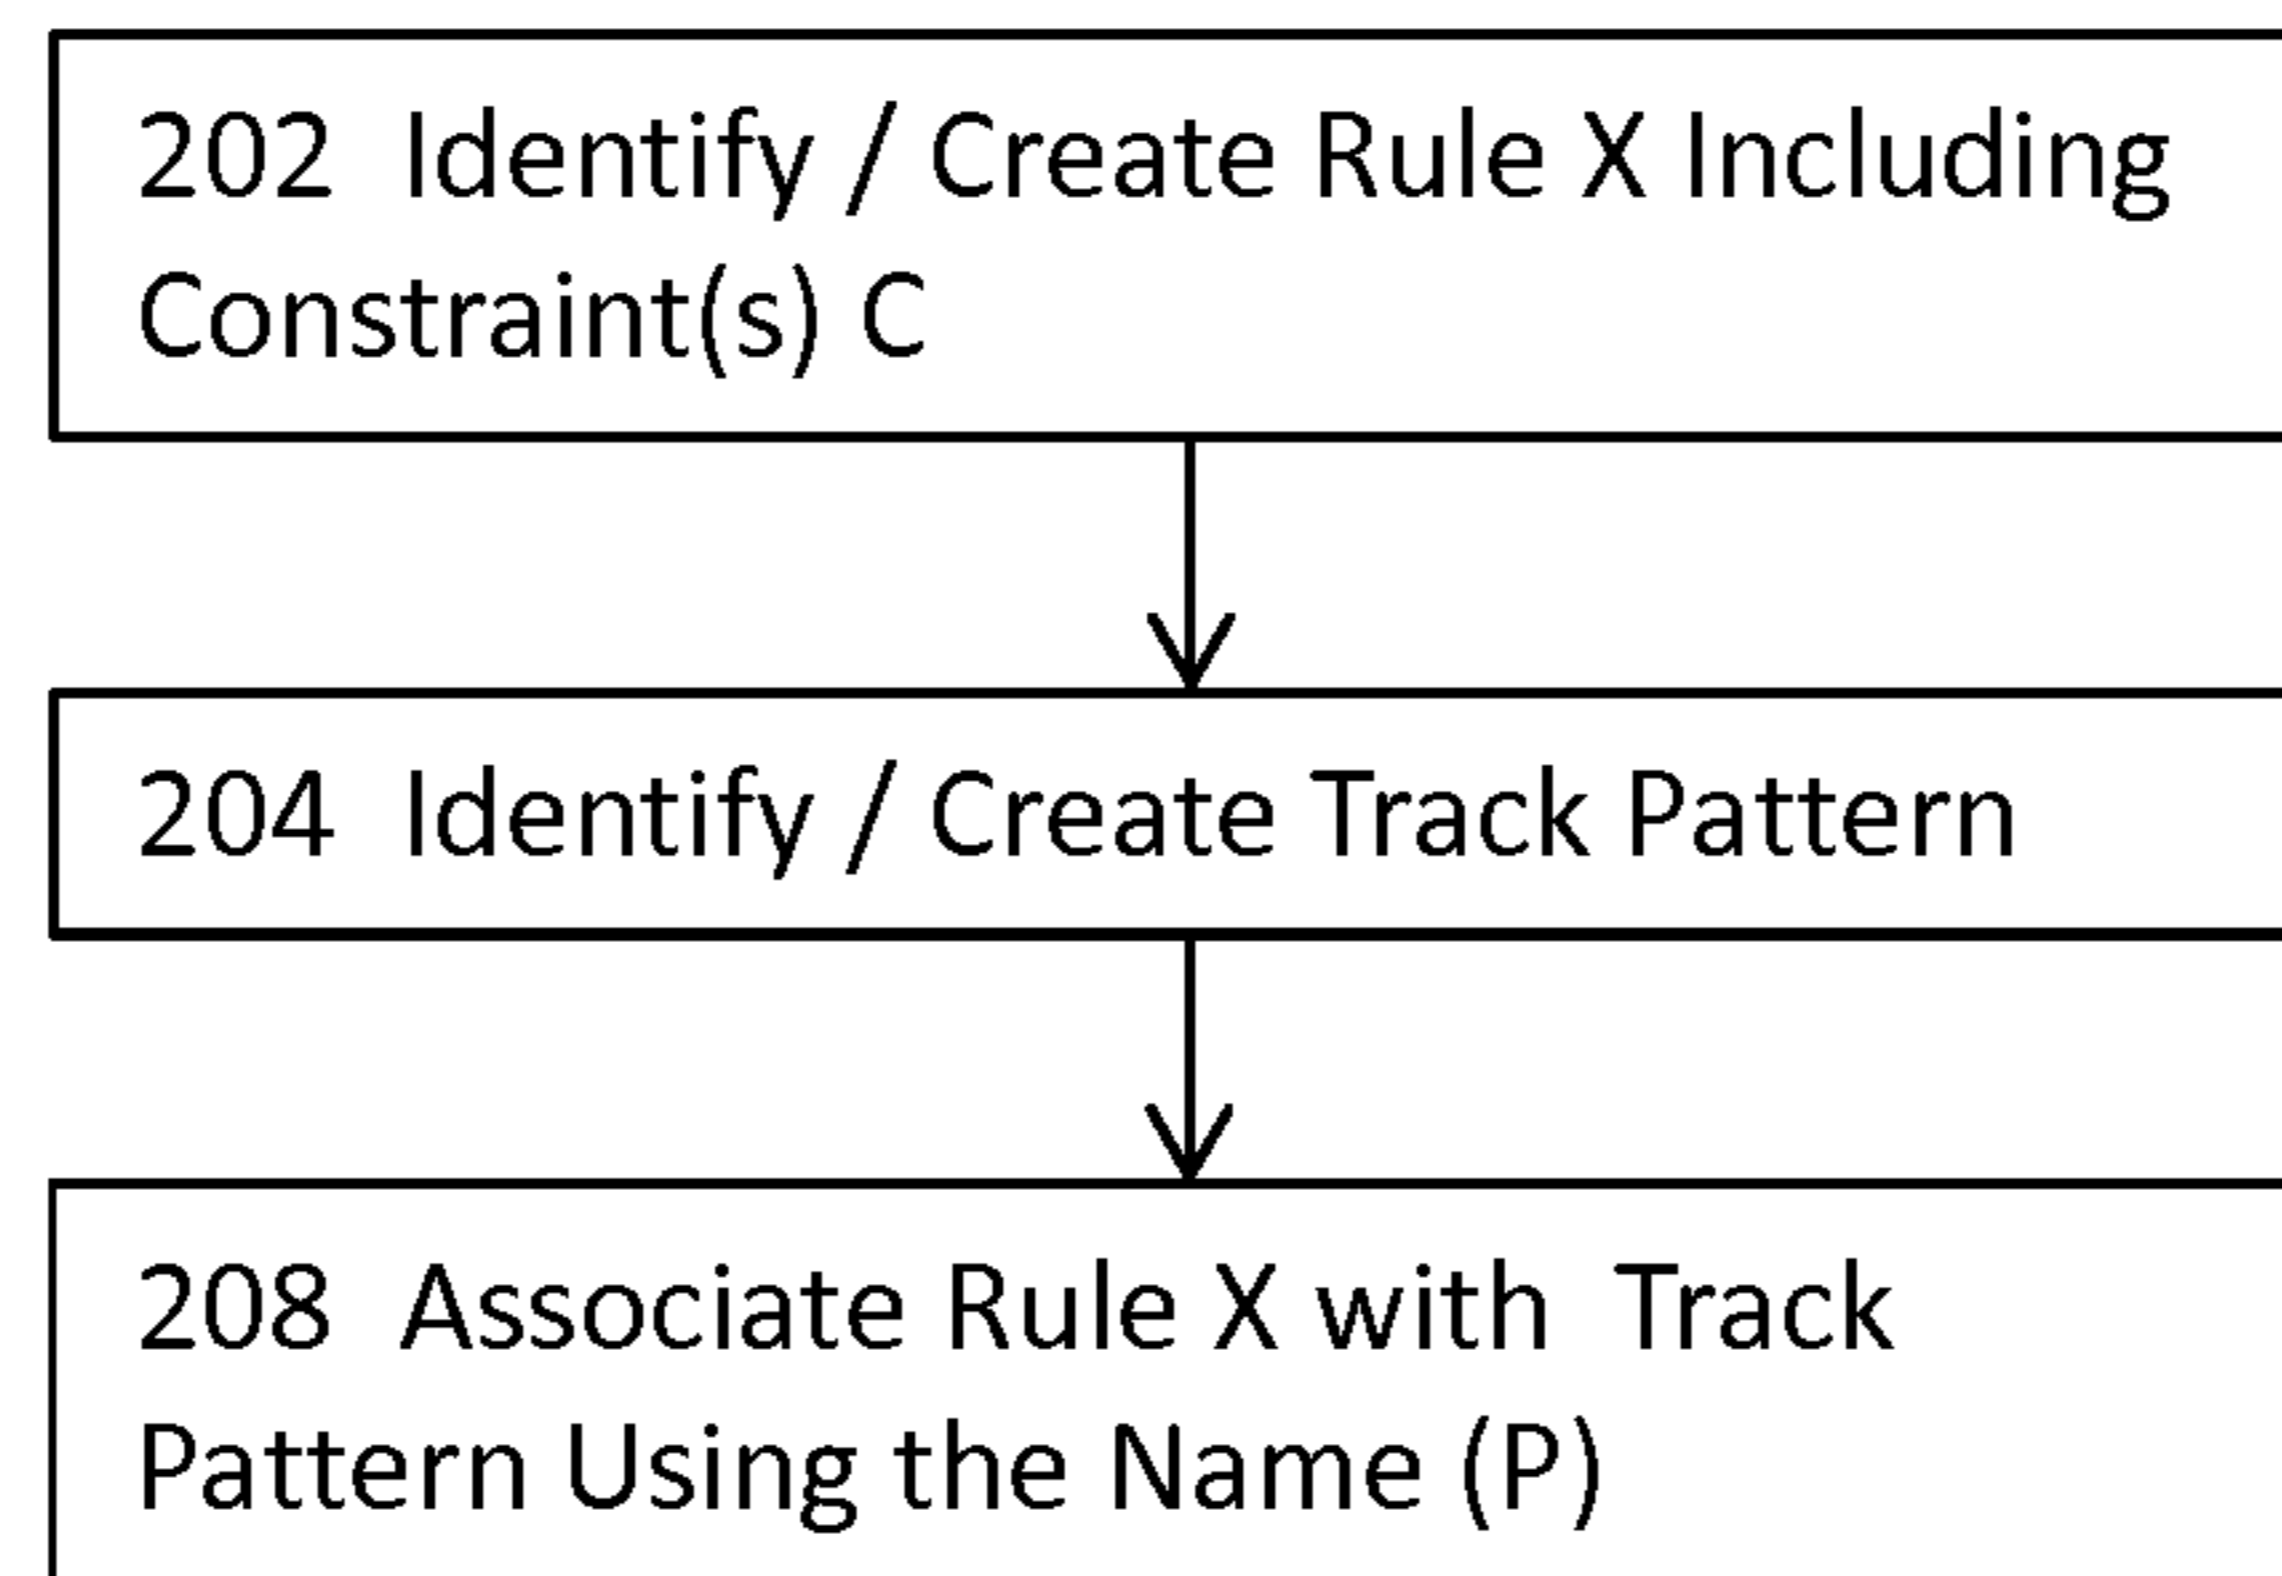 202 Identify / Create Rule X Including
Constraint(s) C
204 Identify / Create Track Pattern
208 Associate Rule X with Track
Pattern Using the Name (P)